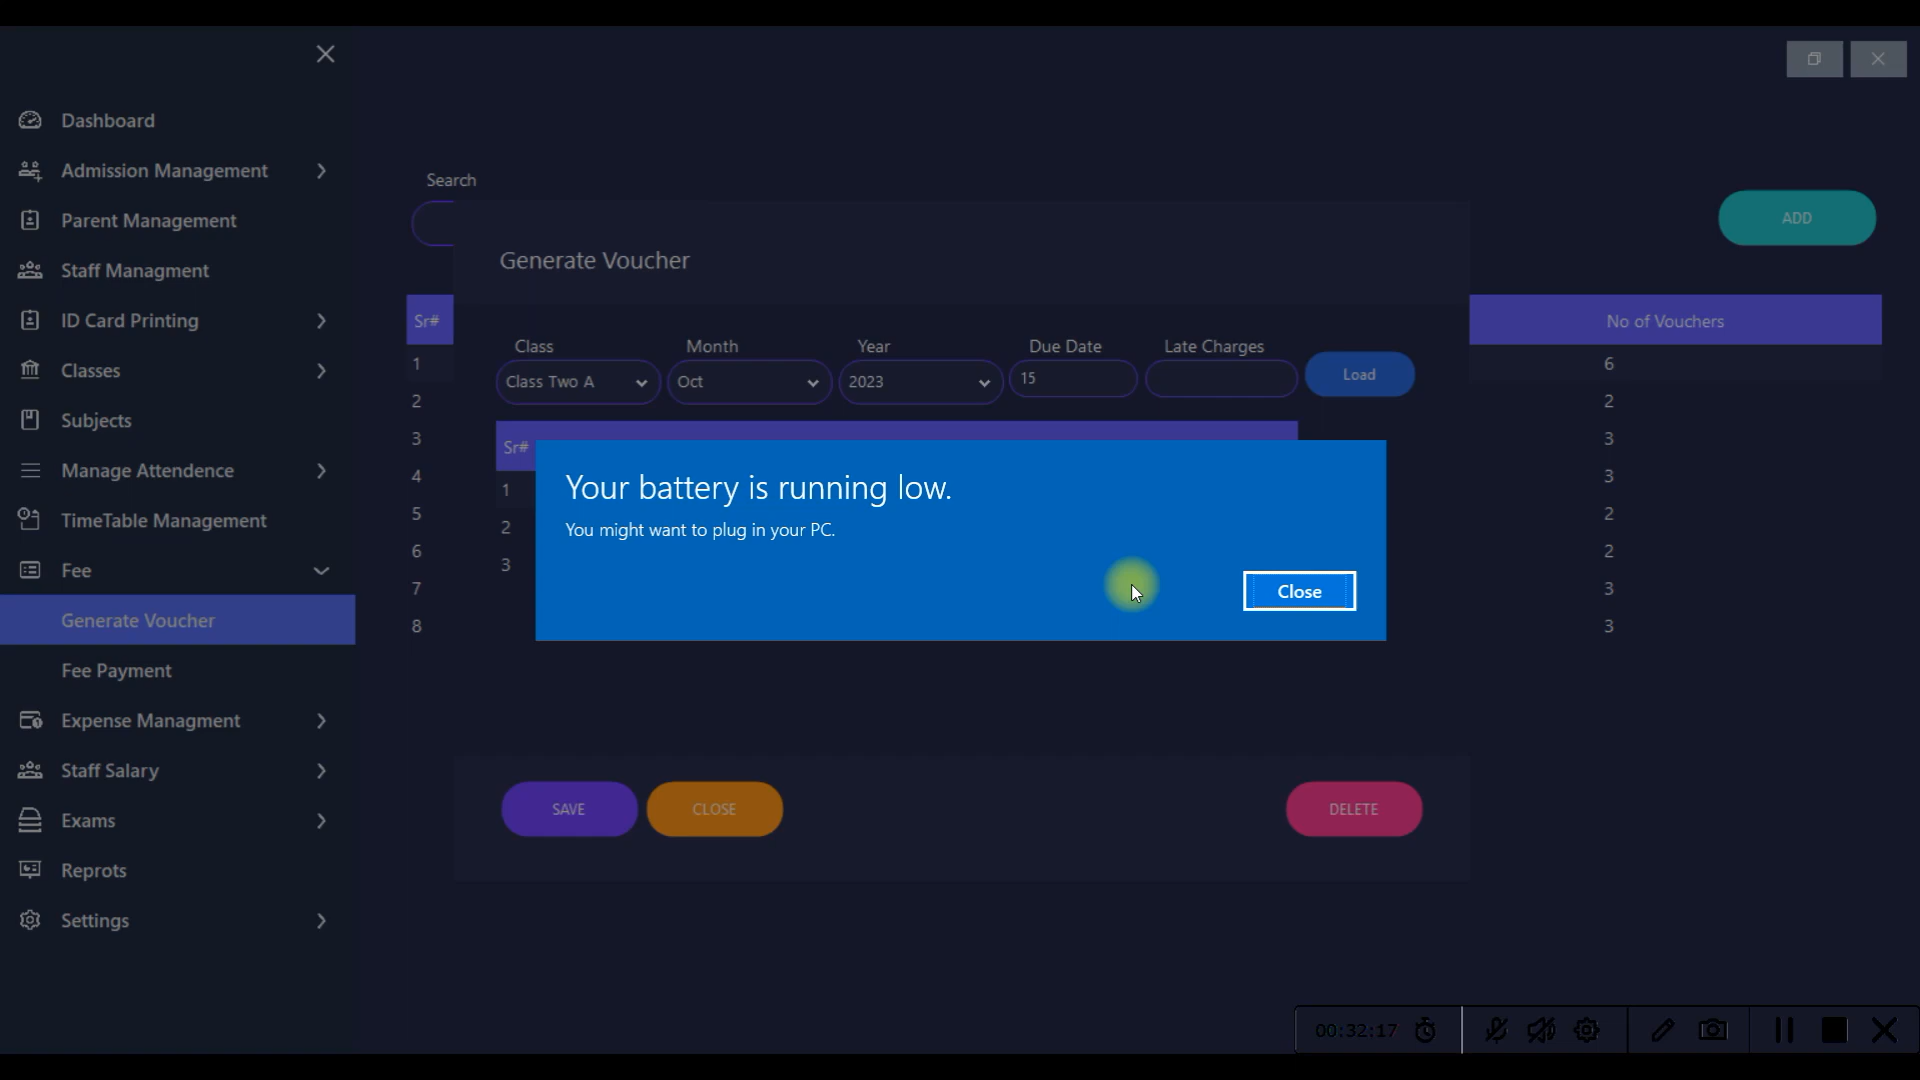 Dashboard
Admission Management
Parent Management
Staff Managment
ID Card Printing
Classes
Subjects
Manage Attendence
TimeTable Management
Fee
Generate Voucher
Fee Payment
Expense Managment
Staff Salary
Exams
Reprots
Settings
Search
ADD
Generate Voucher
Sr# No of Vouchers
1 6
2 2
3 3
4 3
5 2
6 2
7 3
8 3
Class Month Year Due Date Late Charges
Class Two A Oct 2023 15 Load
Sr#
1
2
3
Your battery is running low.
You might want to plug in your PC.
Close
SAVE CLOSE DELETE
00:32:17